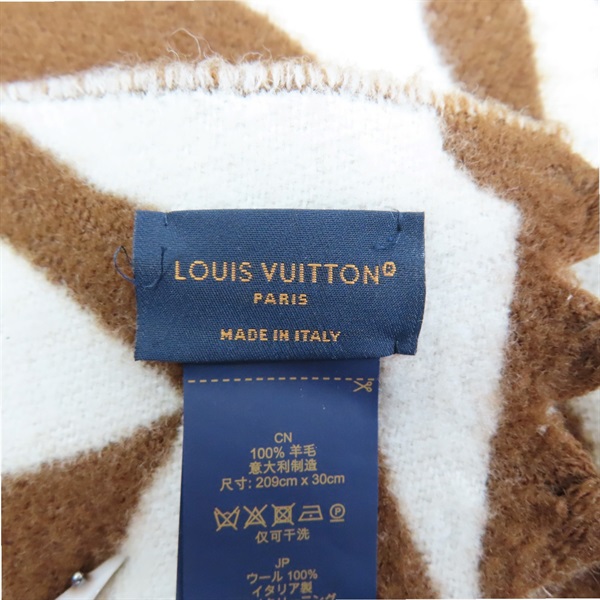 LOUIS VUITTON®
PARIS
MADE IN ITALY
CN
100% 羊毛
意大利制造
尺寸: 209cm x 30cm
仅可干洗
JP
ウール 100%
イタリア製